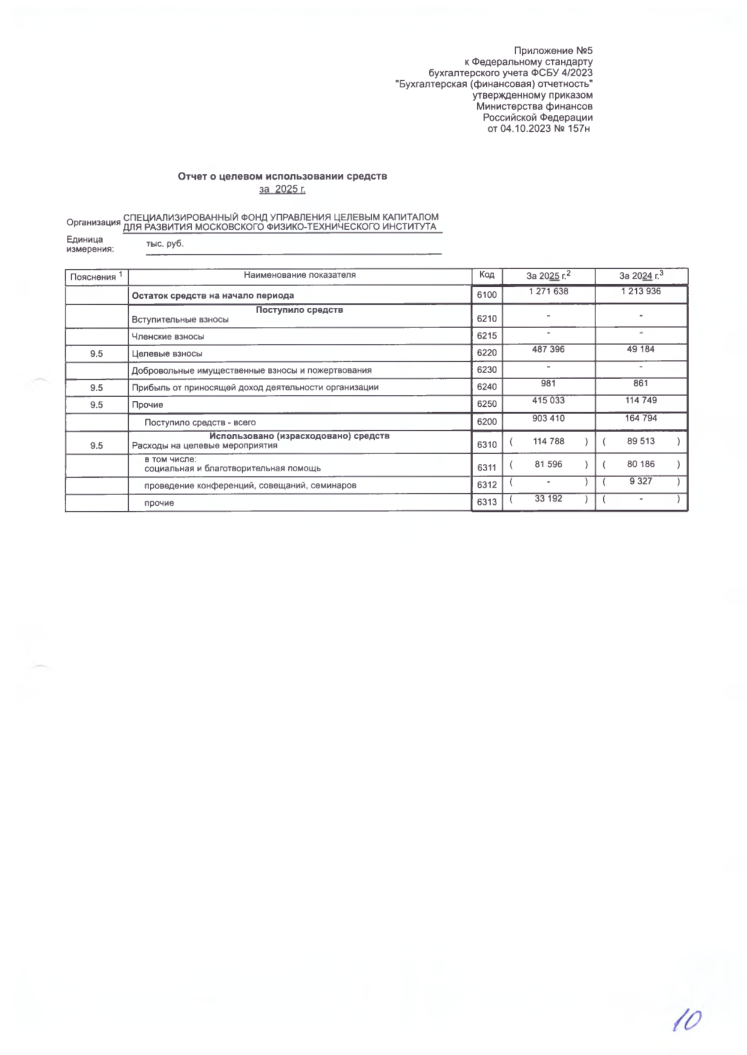 Приложение №5
к Федеральному стандарту
бухгалтерского учета ФСБУ 4/2023
"Бухгалтерская (финансовая) отчетность"
утвержденному приказом
Министерства финансов
Российской Федерации
от 04.10.2023 № 157н
Отчет о целевом использовании средств
за 2025 г.
Организация СПЕЦИАЛИЗИРОВАННЫЙ ФОНД УПРАВЛЕНИЯ ЦЕЛЕВЫМ КАПИТАЛОМ
ДЛЯ РАЗВИТИЯ МОСКОВСКОГО ФИЗИКО-ТЕХНИЧЕСКОГО ИНСТИТУТА
Единица
измерения: тыс. руб.
Пояснения 1 Наименование показателя Код За 2025 г.2 За 2024 г.3
Остаток средств на начало периода 6100 1 271 638 1 213 936
Поступило средств
Вступительные взносы 6210 - -
Членские взносы 6215 - -
9.5 Целевые взносы 6220 487 396 49 184
Добровольные имущественные взносы и пожертвования 6230 - -
9.5 Прибыль от приносящей доход деятельности организации 6240 981 861
9.5 Прочие 6250 415 033 114 749
Поступило средств - всего 6200 903 410 164 794
Использовано (израсходовано) средств
9.5 Расходы на целевые мероприятия 6310 ( 114 788 ) ( 89 513 )
в том числе:
социальная и благотворительная помощь 6311 ( 81 596 ) ( 80 186 )
проведение конференций, совещаний, семинаров 6312 ( - ) ( 9 327 )
прочие 6313 ( 33 192 ) ( - )
10